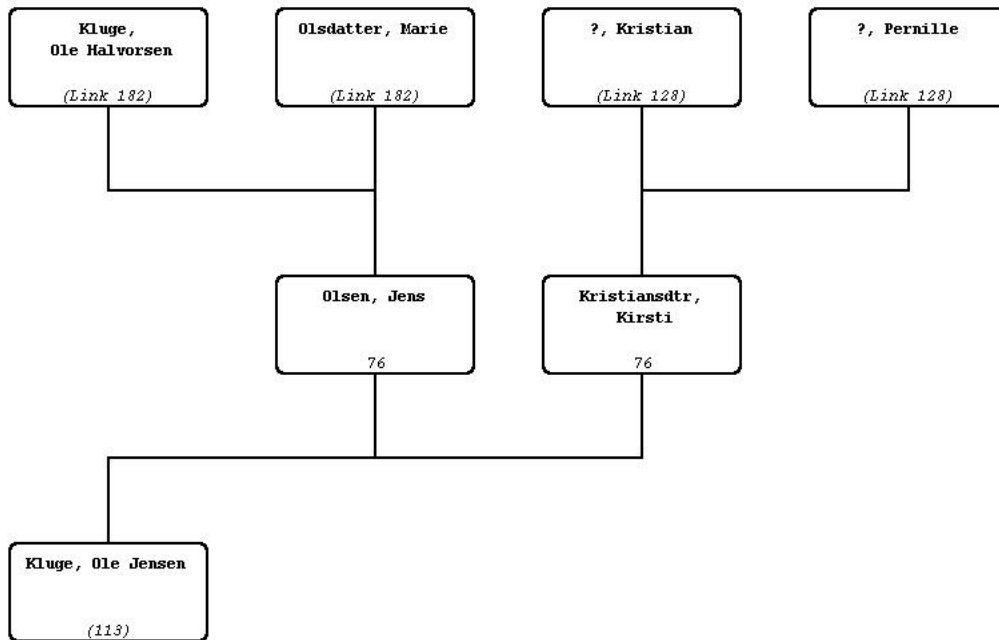 Kluge,
Ole Halvorsen
(Link 182)
Olsdatter, Marie
(Link 182)
?, Kristian
(Link 128)
?, Pernille
(Link 128)
Olsen, Jens
76
Kristiansdtr,
Kirsti
76
Kluge, Ole Jensen
(113)